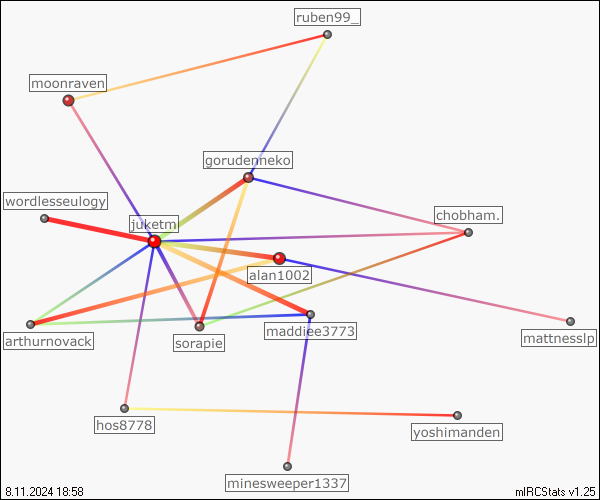 ruben99_
moonraven
gorudenneko
wordlesseulogy
chobham.
juketm
alan1002
maddiee3773
mattnesslp
arthurnovack
sorapie
hos8778
yoshimanden
minesweeper1337
8.11.2024 18:58
mIRCStats v1.25